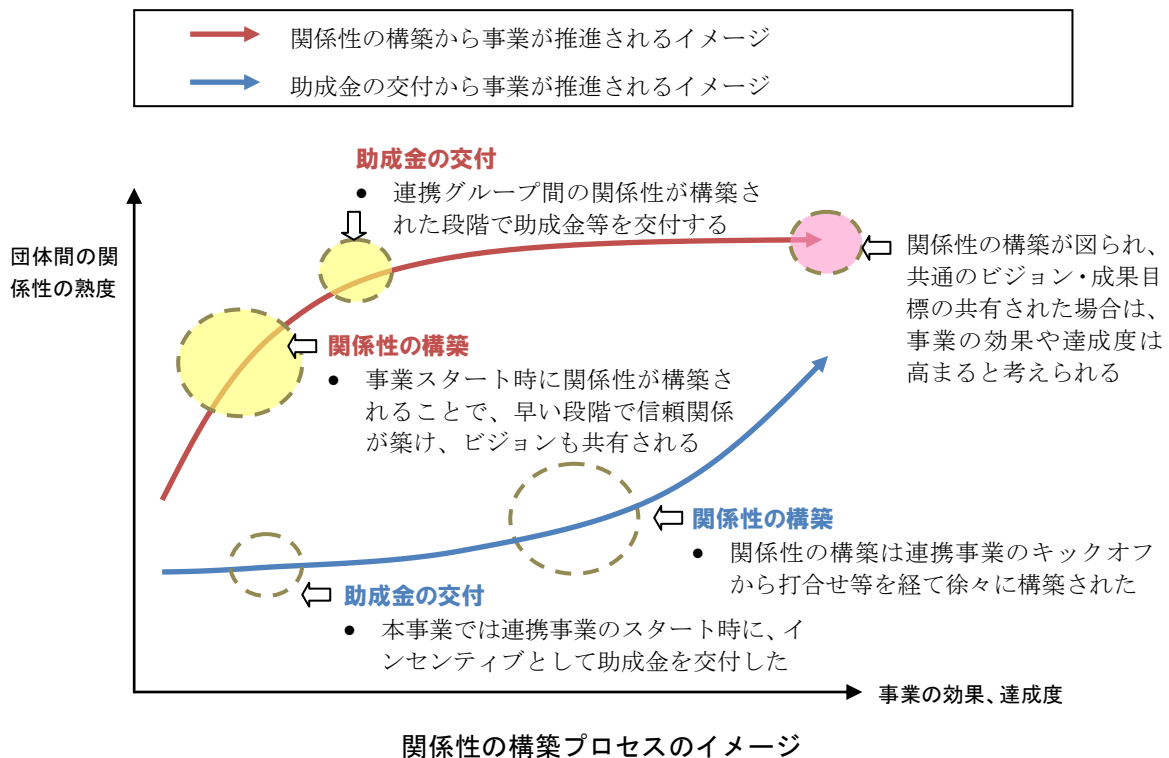 関係性の構築から事業が推進されるイメージ
助成金の交付から事業が推進されるイメージ
助成金の交付
● 連携グループ間の関係性が構築さ
れた段階で助成金等を交付する
団体間の関
係性の熟度
関係性の構築が図られ、
共通のビジョン・成果目
標の共有された場合は、
事業の効果や達成度は
高まると考えられる
関係性の構築
● 事業スタート時に関係性が構築さ
れることで、早い段階で信頼関係
が築け、ビジョンも共有される
関係性の構築
● 関係性の構築は連携事業のキックオフ
から打合せ等を経て徐々に構築された
助成金の交付
● 本事業では連携事業のスタート時に、イ
ンセンティブとして助成金を交付した
事業の効果、達成度
関係性の構築プロセスのイメージ